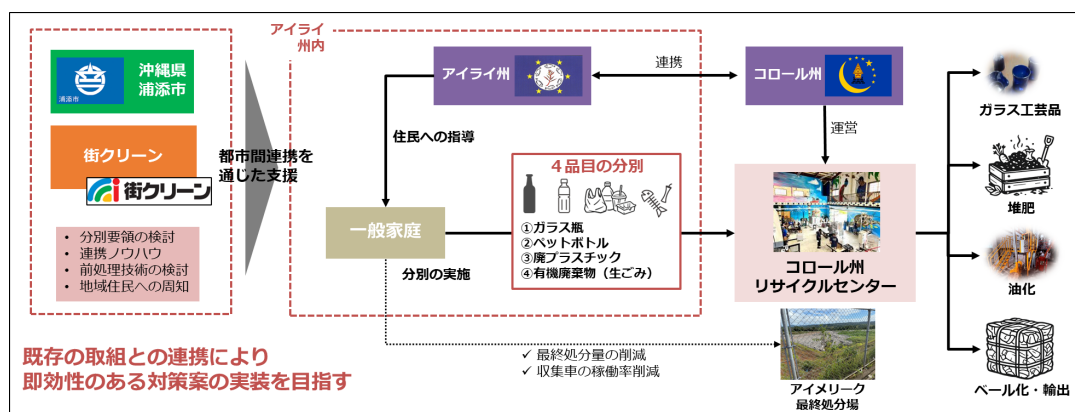 沖縄県
浦添市
浦添市
街クリーン
街クリーン
・ 分別要領の検討
・ 連携ノウハウ
・ 前処理技術の検討
・ 地域住民への周知
都市間連携を
通じた支援
アイライ
州内
アイライ州
連携
コロール州
住民への指導
運営
一般家庭
分別の実施
4品目の分別
①ガラス瓶
②ペットボトル
③廃プラスチック
④有機廃棄物（生ごみ）
コロール州
リサイクルセンター
ガラス工芸品
堆肥
油化
ベール化・輸出
✓ 最終処分量の削減
✓ 収集車の稼働率削減
アイメリーク
最終処分場
既存の取組との連携により
即効性のある対策案の実装を目指す